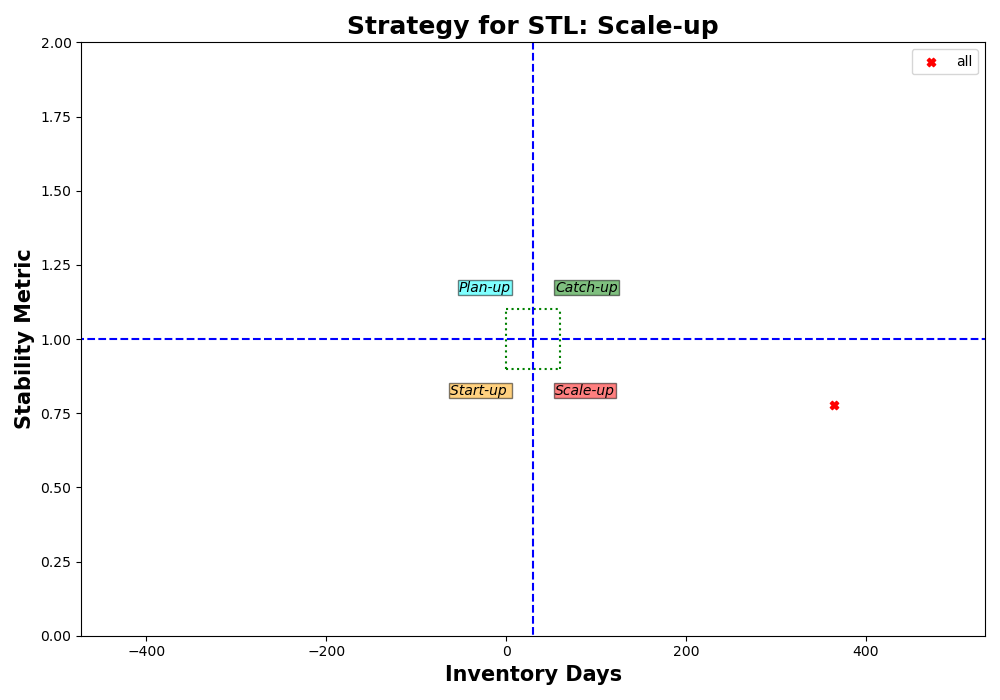 Strategy for STL: Scale-up
all
2.00
1.75
1.50
1.25
1.00
0.75
0.50
0.25
0.00
Stability Metric
Plan-up
Catch-up
Start-up
Scale-up
−400
−200
0
200
400
Inventory Days